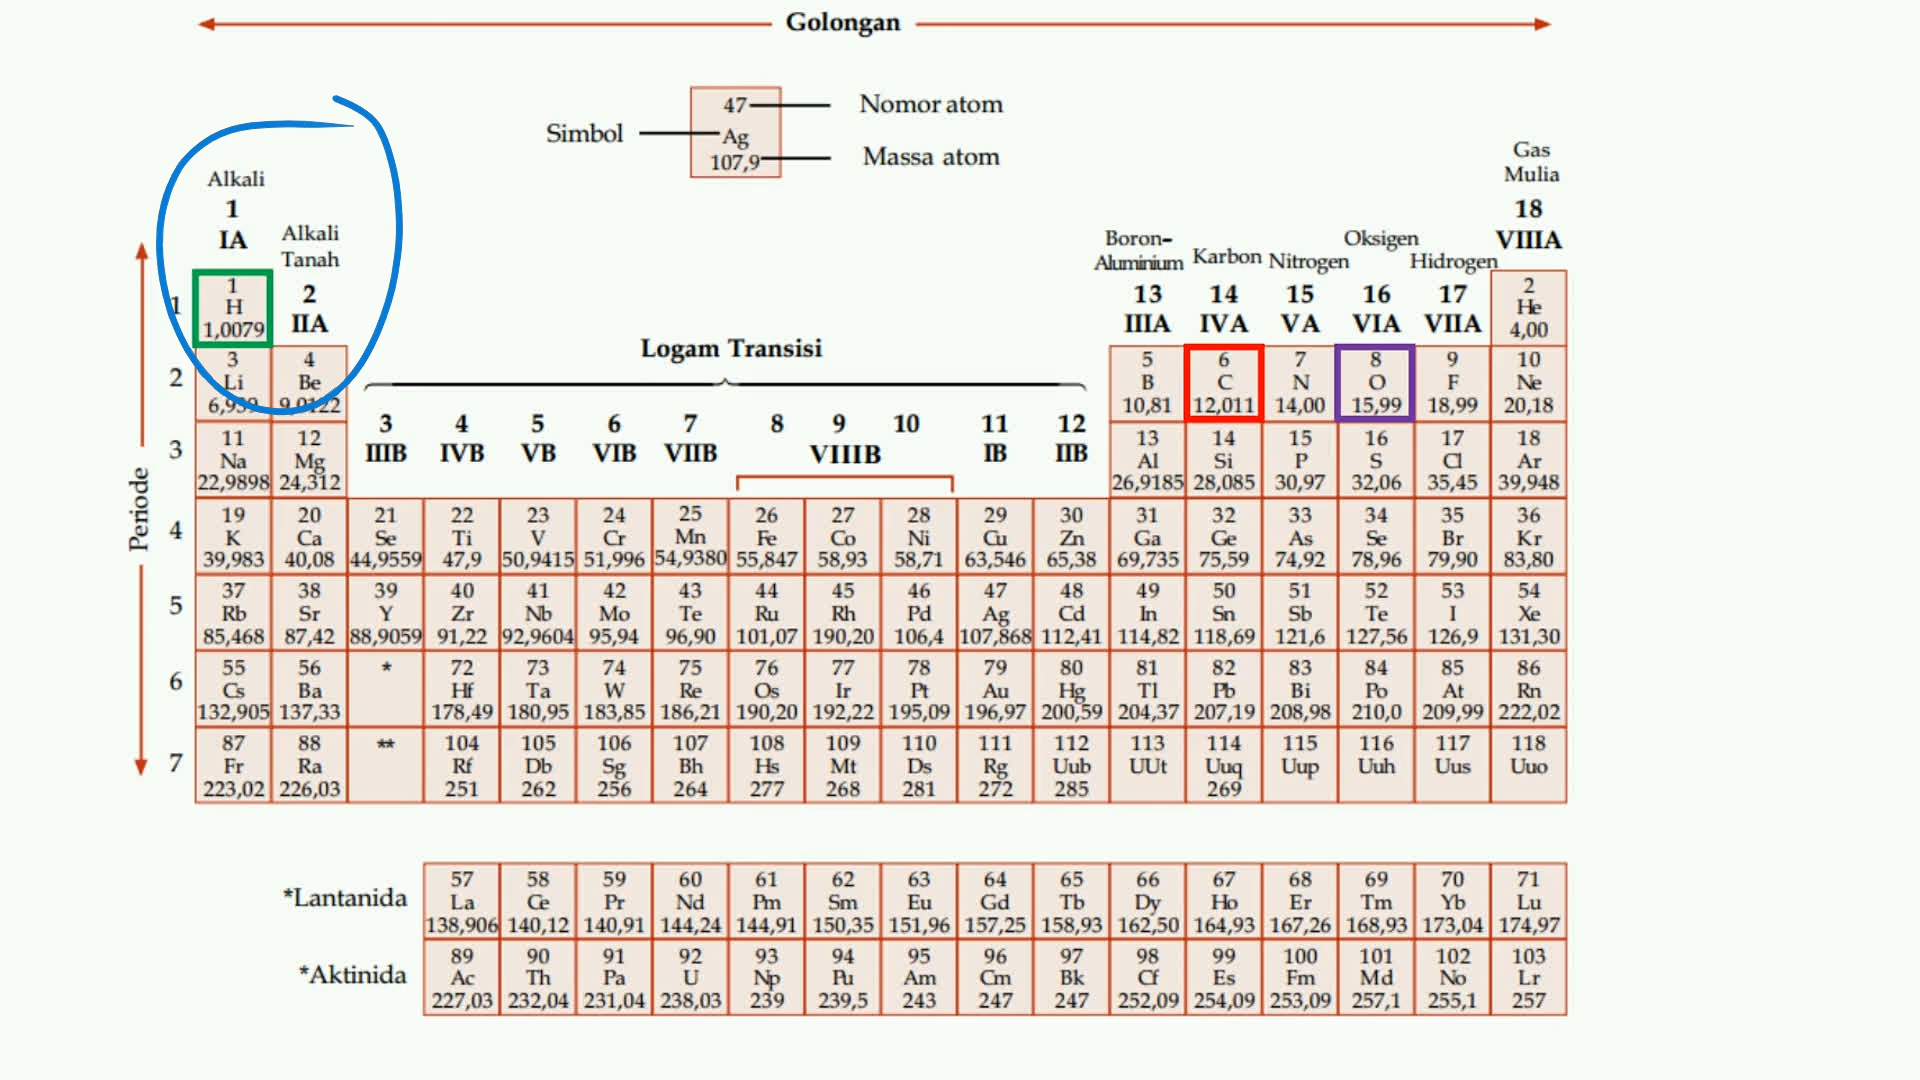 Golongan
47 Nomor atom
Simbol Ag
107,9 Massa atom
Gas
Mulia
Alkali
1 18
IA Alkali Boron- Oksigen VIIIA
Tanah Aluminium Karbon Nitrogen Hidrogen
1 H 1,0079
2 13 14 15 16 17
IIA IIIA IVA VA VIA VIIA
2 He 4,00
Logam Transisi
Periode
1
2
3
4
5
6
7
3 Li 6,939 4 Be 9,0122 5 B 10,81 6 C 12,011 7 N 14,00 8 O 15,99 9 F 18,99 10 Ne 20,18
3 4 5 6 7 8 9 10 11 12
IIIB IVB VB VIB VIIB VIIIB IB IIB
11 Na 22,9898 12 Mg 24,312 13 Al 26,9185 14 Si 28,085 15 P 30,97 16 S 32,06 17 Cl 35,45 18 Ar 39,948
19 20 21 22 23 24 25 26 27 28 29 30 31 32 33 34 35 36
K Ca Se Ti V Cr Mn Fe Co Ni Cu Zn Ga Ge As Se Br Kr
39,983 40,08 44,9559 47,9 50,9415 51,996 54,9380 55,847 58,93 58,71 63,546 65,38 69,735 75,59 74,92 78,96 79,90 83,80
37 38 39 40 41 42 43 44 45 46 47 48 49 50 51 52 53 54
Rb Sr Y Zr Nb Mo Te Ru Rh Pd Ag Cd In Sn Sb Te I Xe
85,468 87,42 88,9059 91,22 92,9604 95,94 96,90 101,07 190,20 106,4 107,868 112,41 114,82 118,69 121,6 127,56 126,9 131,30
55 56 * 72 73 74 75 76 77 78 79 80 81 82 83 84 85 86
Cs Ba Hf Ta W Re Os Ir Pt Au Hg Tl Pb Bi Po At Rn
132,905 137,33 178,49 180,95 183,85 186,21 190,20 192,22 195,09 196,97 200,59 204,37 207,19 208,98 210,0 209,99 222,02
87 88 ** 104 105 106 107 108 109 110 111 112 113 114 115 116 117 118
Fr Ra Rf Db Sg Bh Hs Mt Ds Rg Uub UUt Uuq Uup Uuh Uus Uuo
223,02 226,03 251 262 256 264 277 268 281 272 285 269
57 58 59 60 61 62 63 64 65 66 67 68 69 70 71
*Lantanida La Ce Pr Nd Pm Sm Eu Gd Tb Dy Ho Er Tm Yb Lu
138,906 140,12 140,91 144,24 144,91 150,35 151,96 157,25 158,93 162,50 164,93 167,26 168,93 173,04 174,97
89 90 91 92 93 94 95 96 97 98 99 100 101 102 103
*Aktinida Ac Th Pa U Np Pu Am Cm Bk Cf Es Fm Md No Lr
227,03 232,04 231,04 238,03 239 239,5 243 247 247 252,09 254,09 253,09 257,1 255,1 257